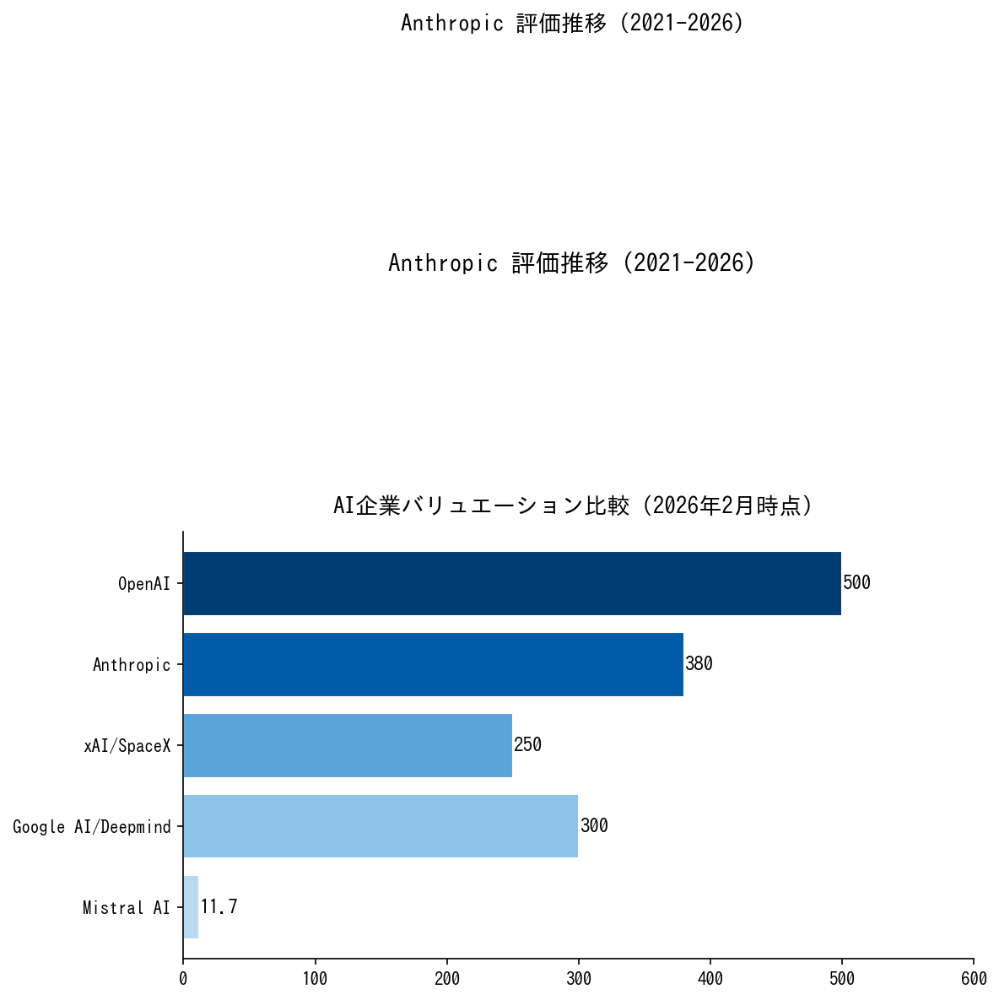 Anthropic 評価推移 (2021-2026)
Anthropic 評価推移 (2021-2026)
AI企業バリュエーション比較 (2026年2月時点)
OpenAI 500
Anthropic 380
xAI/SpaceX 250
Google AI/Deepmind 300
Mistral AI 11.7
0 100 200 300 400 500 600